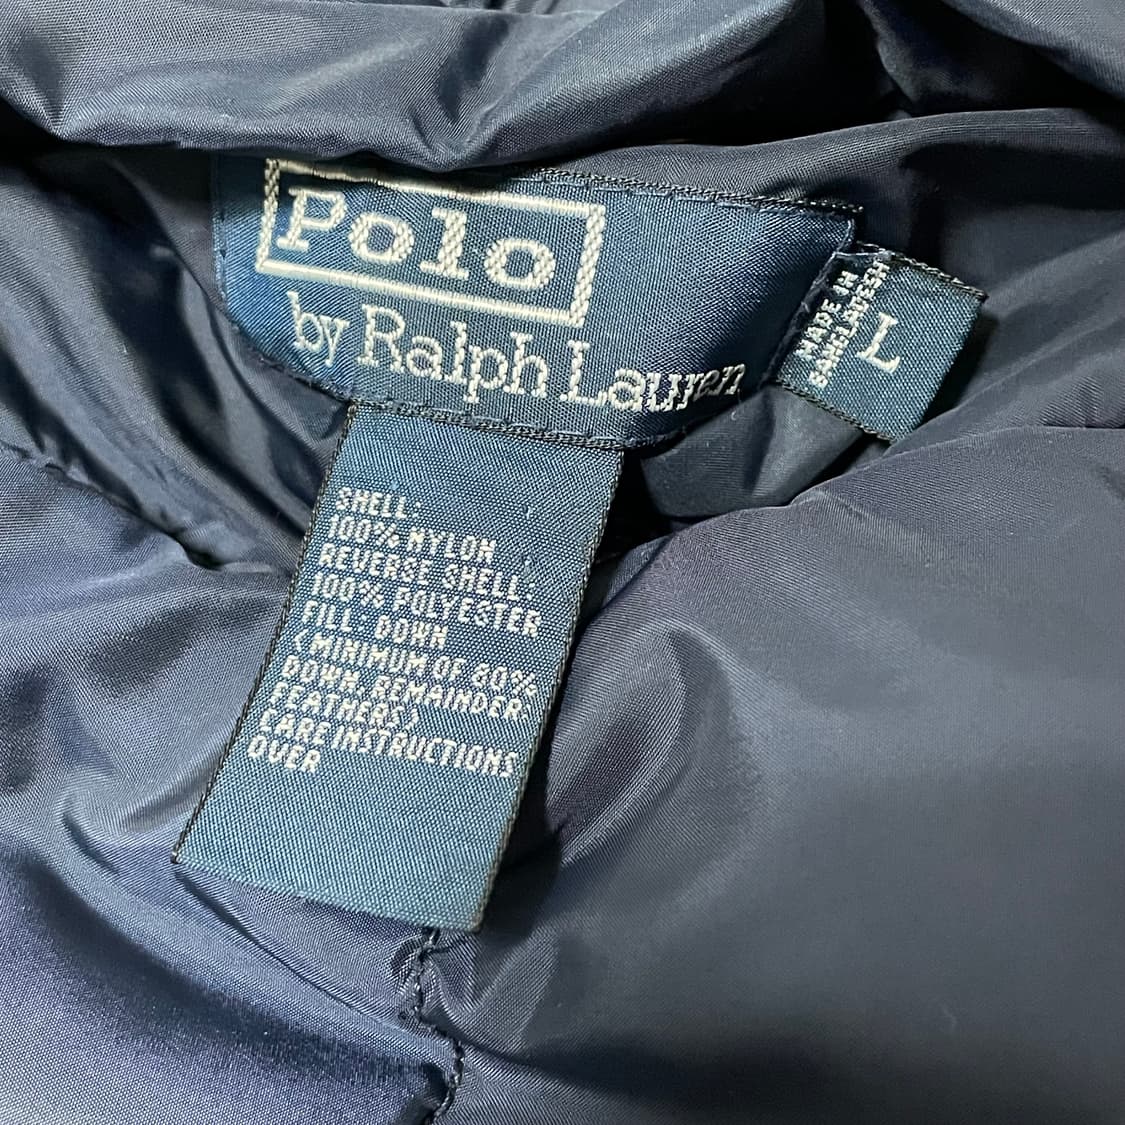 Polo
by Ralph Lauren
MADE IN
L
SHELL:
100% NYLON
REVERSE SHELL:
100% POLYESTER
FILL: DOWN
(MINIMUM OF 80%
DOWN, REMAINDER:
FEATHERS)
CARE INSTRUCTIONS
OVER